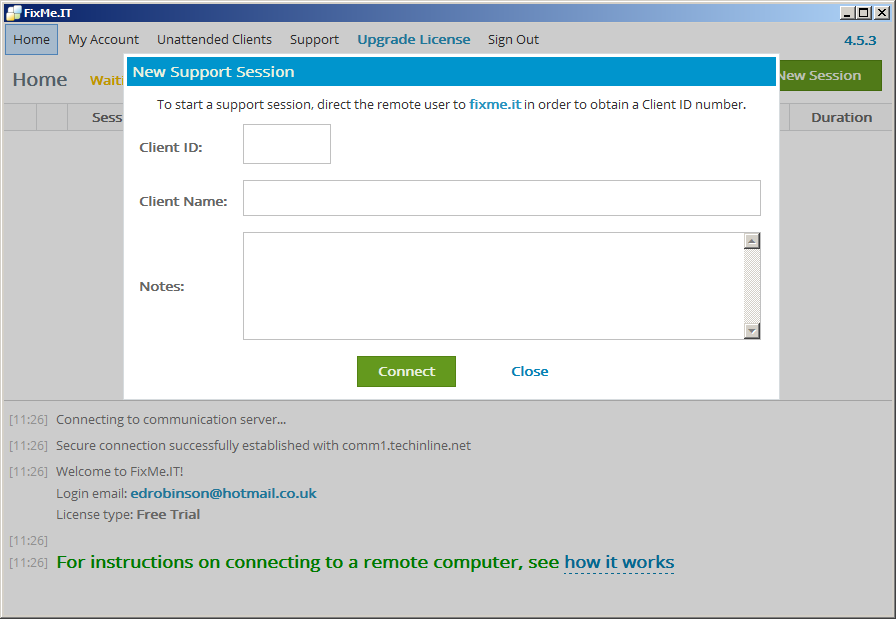 FixMe.IT
Home My Account Unattended Clients Support Upgrade License Sign Out 4.5.3
Home
New Session
Duration
New Support Session
To start a support session, direct the remote user to fixme.it in order to obtain a Client ID number.
Client ID:
Client Name:
Notes:
Connect Close
[11:26] Connecting to communication server...
[11:26] Secure connection successfully established with comm1.techinline.net
[11:26] Welcome to FixMe.IT!
Login email: edrobinson@hotmail.co.uk
License type: Free Trial
[11:26]
[11:26] For instructions on connecting to a remote computer, see how it works